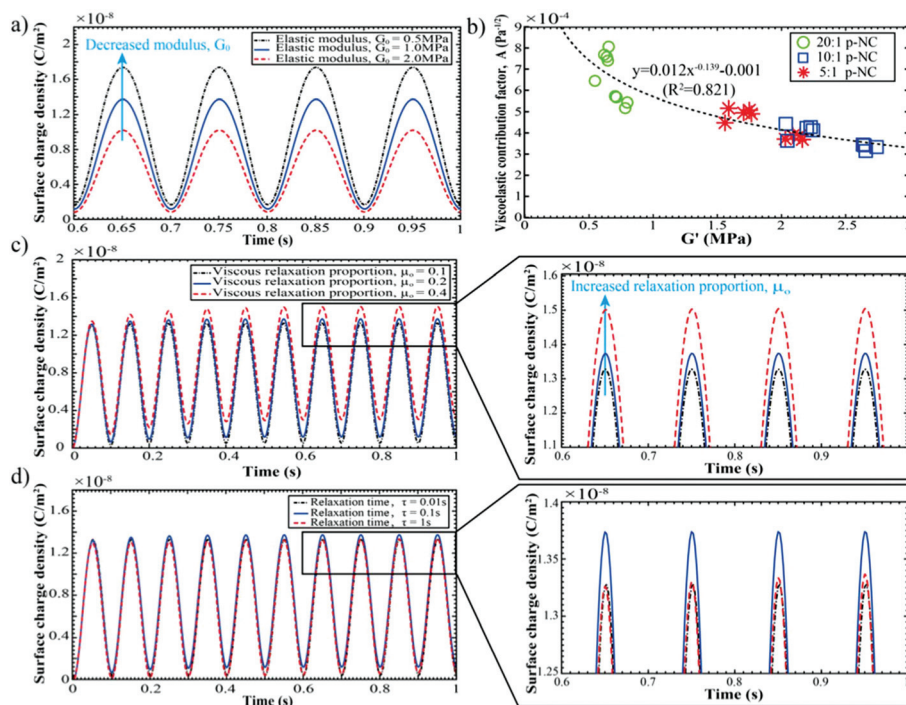 a)
×10⁻⁸
Surface charge density (C/m²)
2
1.6
1.2
0.8
0.4
0
Decreased modulus, G₀
Elastic modulus, G₀ = 0.5MPa
Elastic modulus, G₀ = 1.0MPa
Elastic modulus, G₀ = 2.0MPa
0.6 0.65 0.7 0.75 0.8 0.85 0.9 0.95 1
Time (s)
b)
×10⁻⁴
Viscoelastic contribution factor, A (Pa⁻¹ᐟ²)
9
8
7
6
5
4
3
2
1
0
y=0.012x⁻⁰·¹³⁹-0.001
(R²=0.821)
20:1 p-NC
10:1 p-NC
5:1 p-NC
0 0.5 1 1.5 2 2.5
G' (MPa)
c)
×10⁻⁸
Surface charge density (C/m²)
2
1.6
1.2
0.8
0.4
0
Viscous relaxation proportion, μₒ = 0.1
Viscous relaxation proportion, μₒ = 0.2
Viscous relaxation proportion, μₒ = 0.4
0 0.2 0.4 0.6 0.8 1
Time (s)
×10⁻⁸
Surface charge density (C/m²)
1.6
1.5
1.4
1.3
1.2
1.1
Increased relaxation proportion, μₒ
0.6 0.7 0.8 0.9 1
Time (s)
d)
×10⁻⁸
Surface charge density (C/m²)
2
1.6
1.2
0.8
0.4
0
Relaxation time, τ = 0.01s
Relaxation time, τ = 0.1s
Relaxation time, τ = 1s
0 0.2 0.4 0.6 0.8 1
Time (s)
×10⁻⁸
Surface charge density (C/m²)
1.4
1.35
1.3
1.25
0.6 0.7 0.8 0.9 1
Time (s)